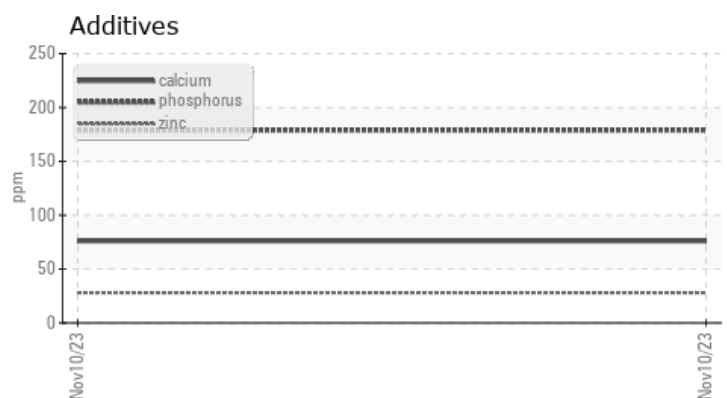 Additives
250
calcium
200
phosphorus
zinc
150
ppm
100
50
0
Nov10/23
Nov10/23